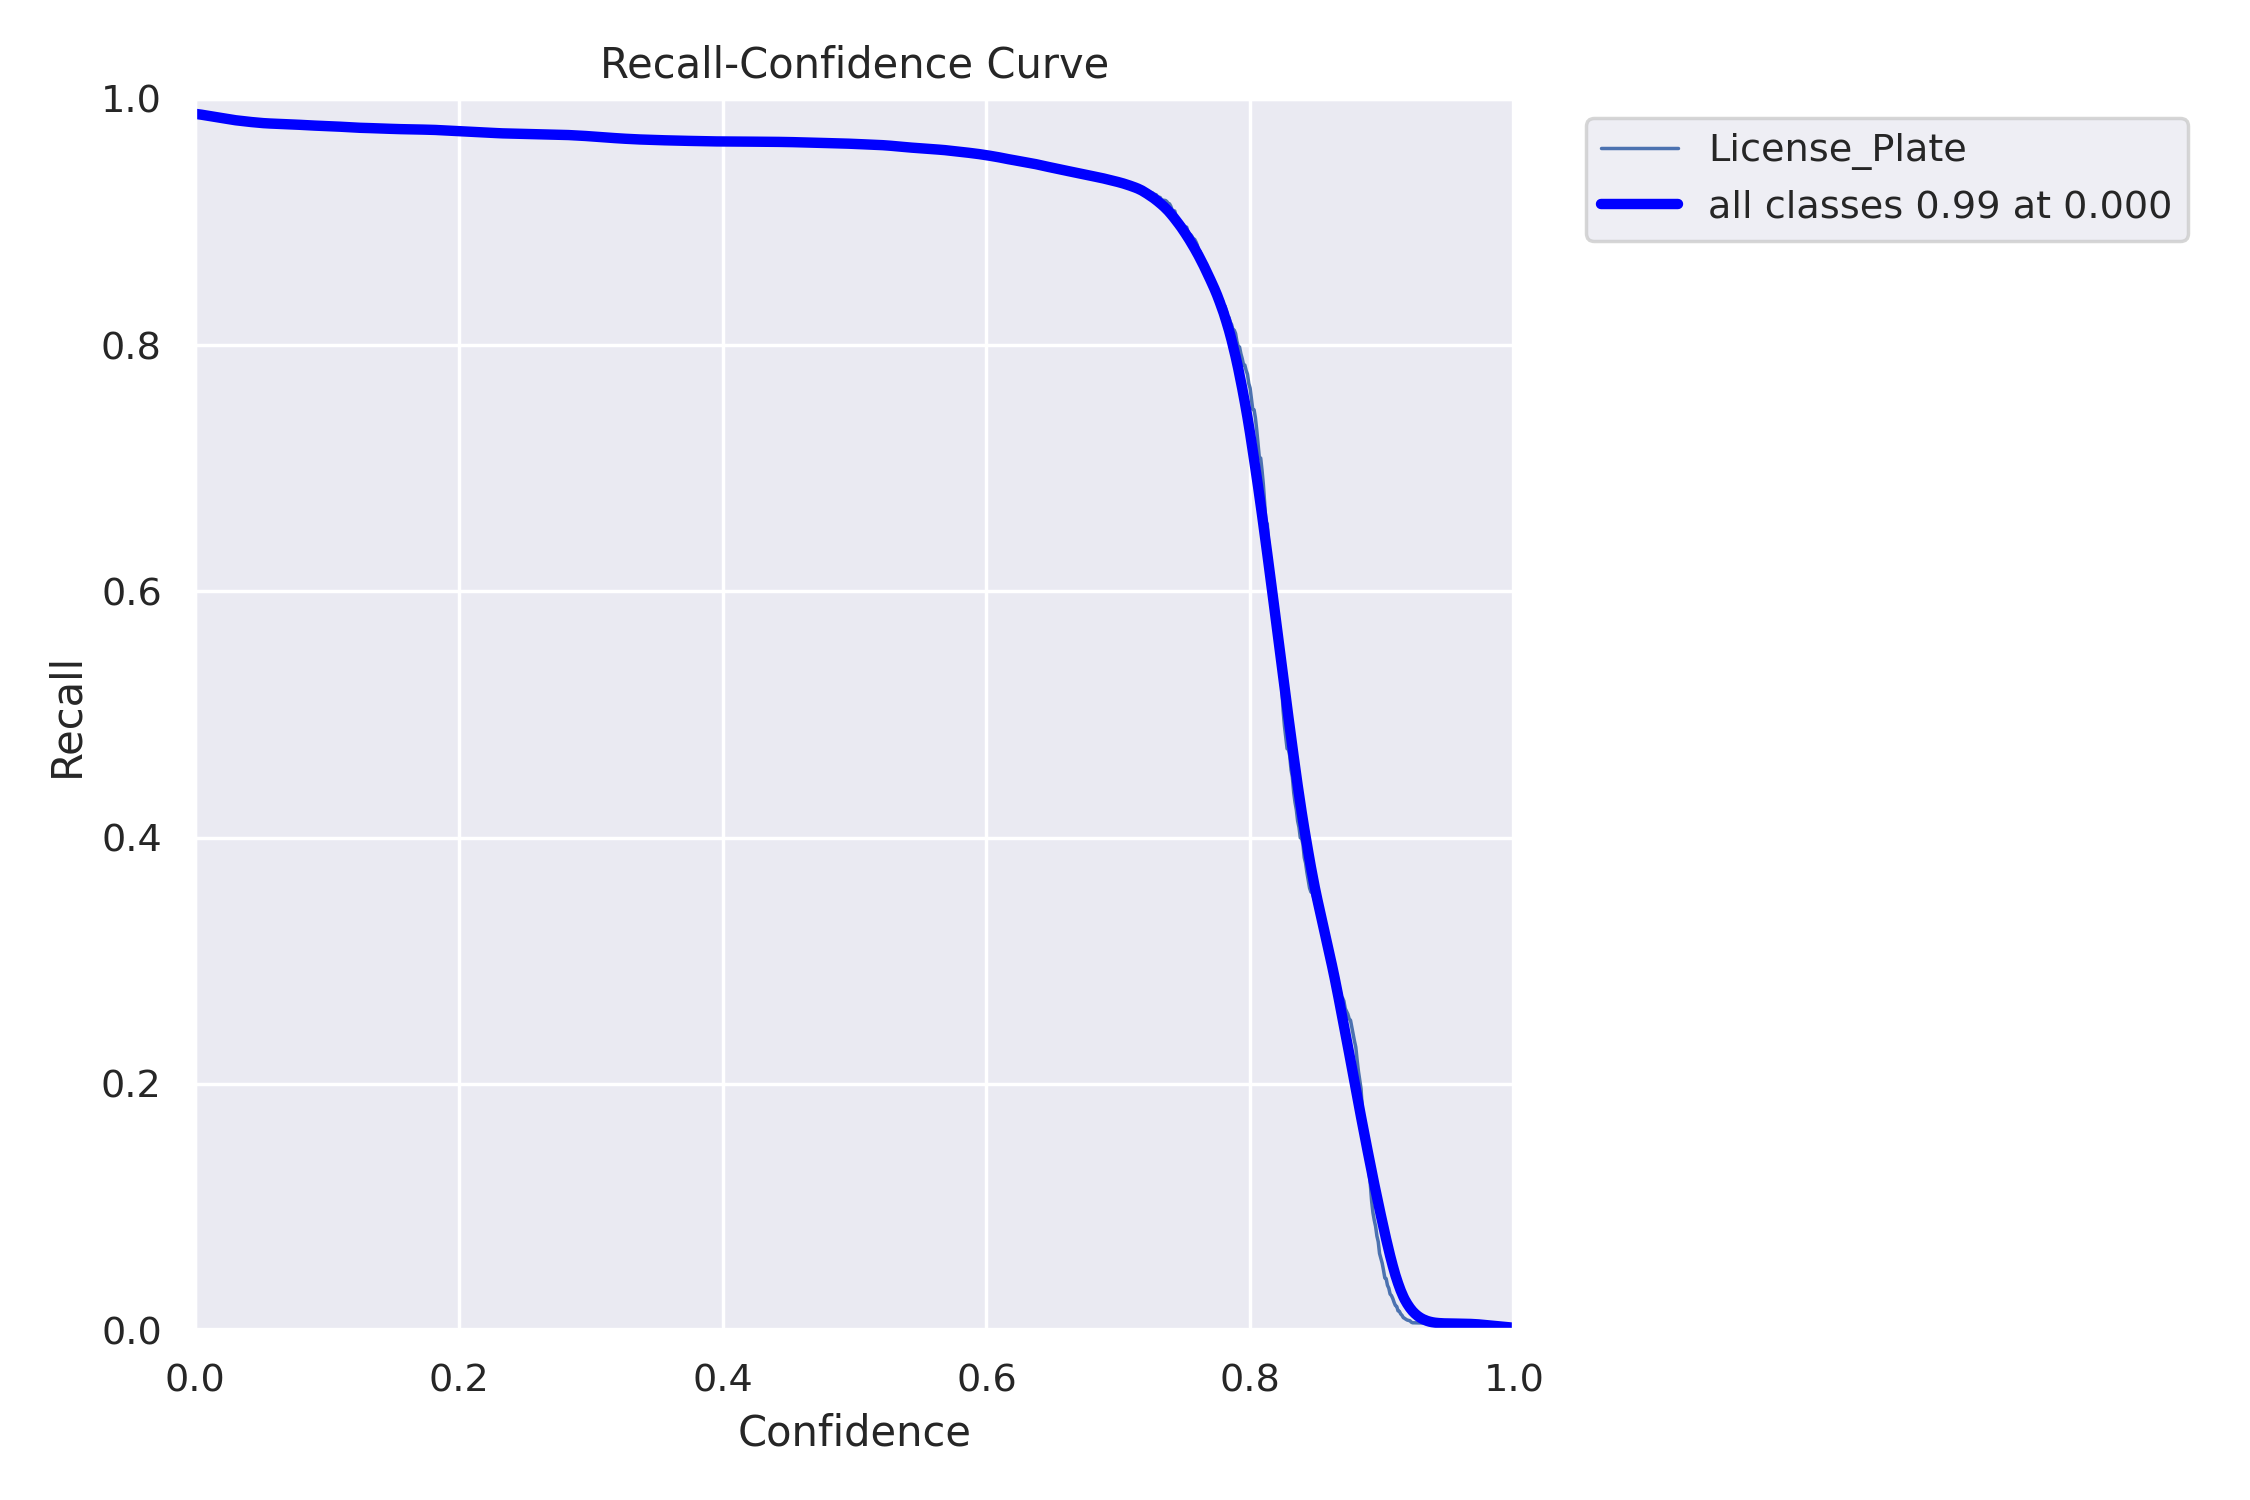 Recall-Confidence Curve
License_Plate
all classes 0.99 at 0.000
1.0
0.8
0.6
0.4
0.2
0.0
Recall
0.0 0.2 0.4 0.6 0.8 1.0
Confidence